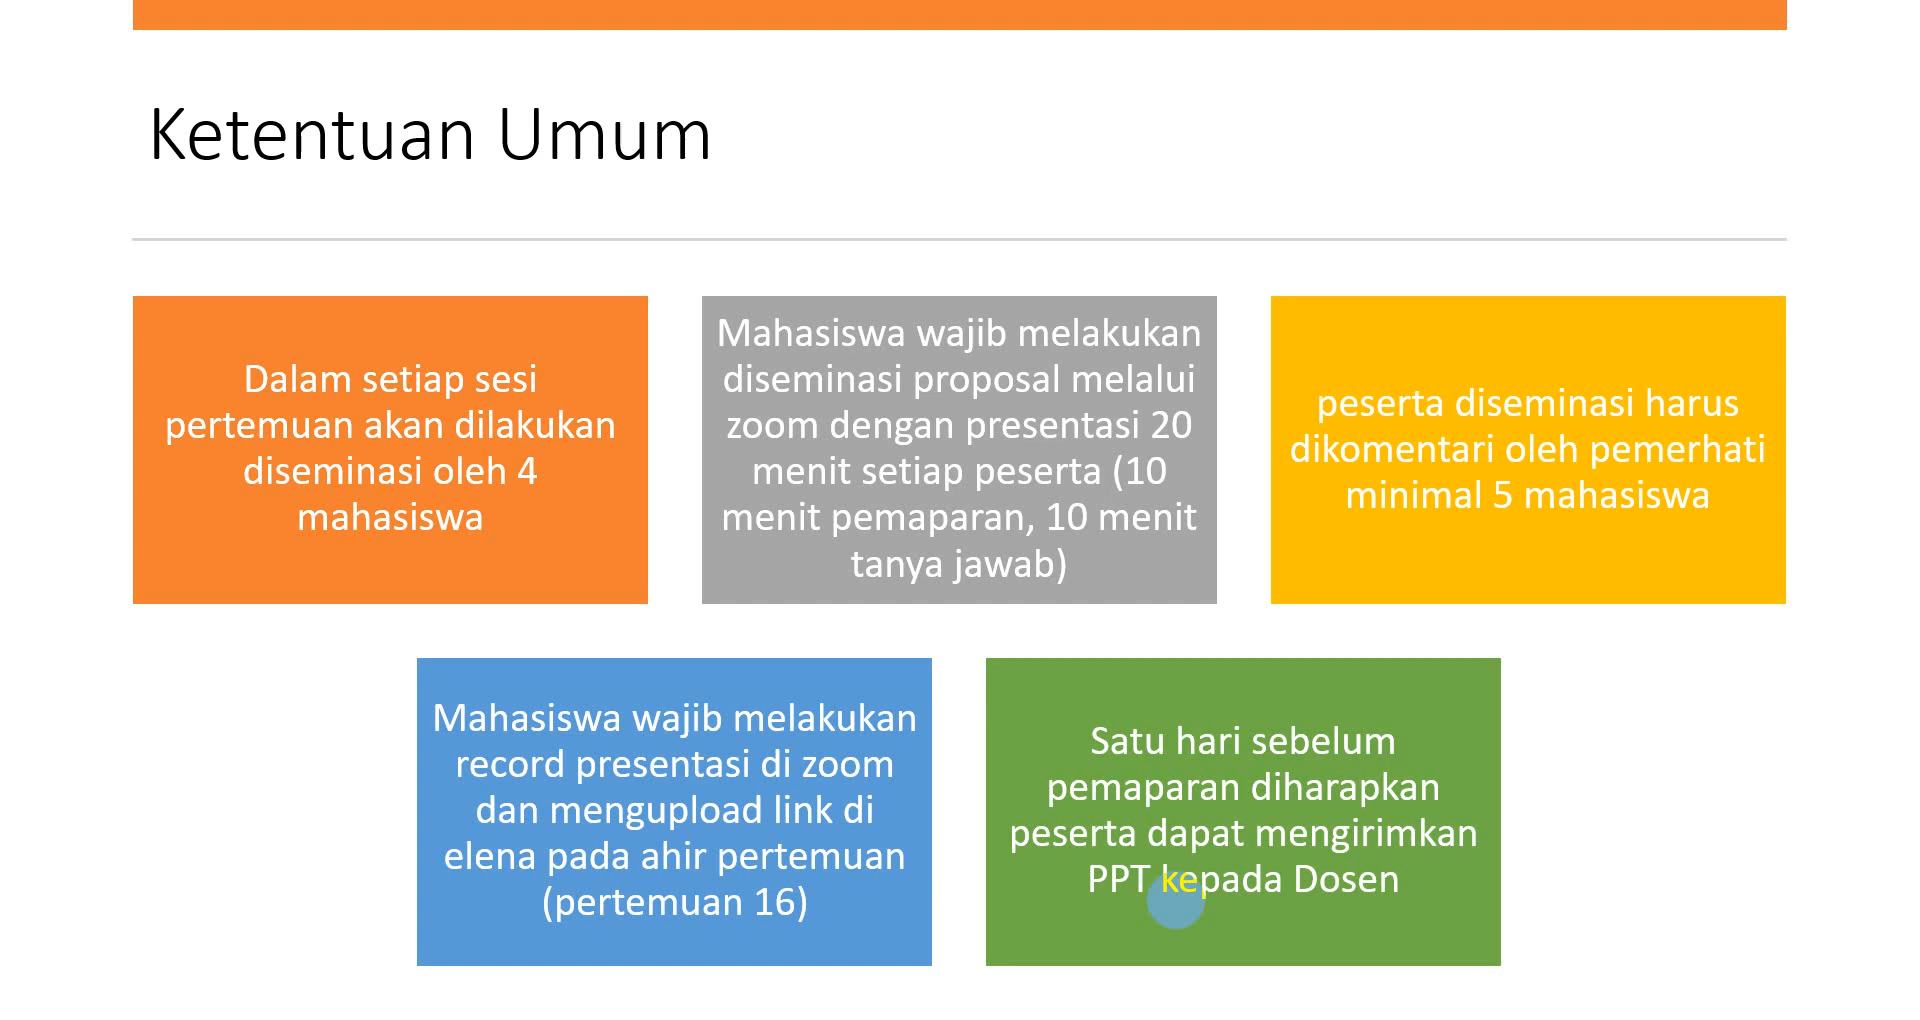 Ketentuan Umum
Dalam setiap sesi
pertemuan akan dilakukan
diseminasi oleh 4
mahasiswa
Mahasiswa wajib melakukan
diseminasi proposal melalui
zoom dengan presentasi 20
menit setiap peserta (10
menit pemaparan, 10 menit
tanya jawab)
peserta diseminasi harus
dikomentari oleh pemerhati
minimal 5 mahasiswa
Mahasiswa wajib melakukan
record presentasi di zoom
dan mengupload link di
elena pada ahir pertemuan
(pertemuan 16)
Satu hari sebelum
pemaparan diharapkan
peserta dapat mengirimkan
PPT kepada Dosen